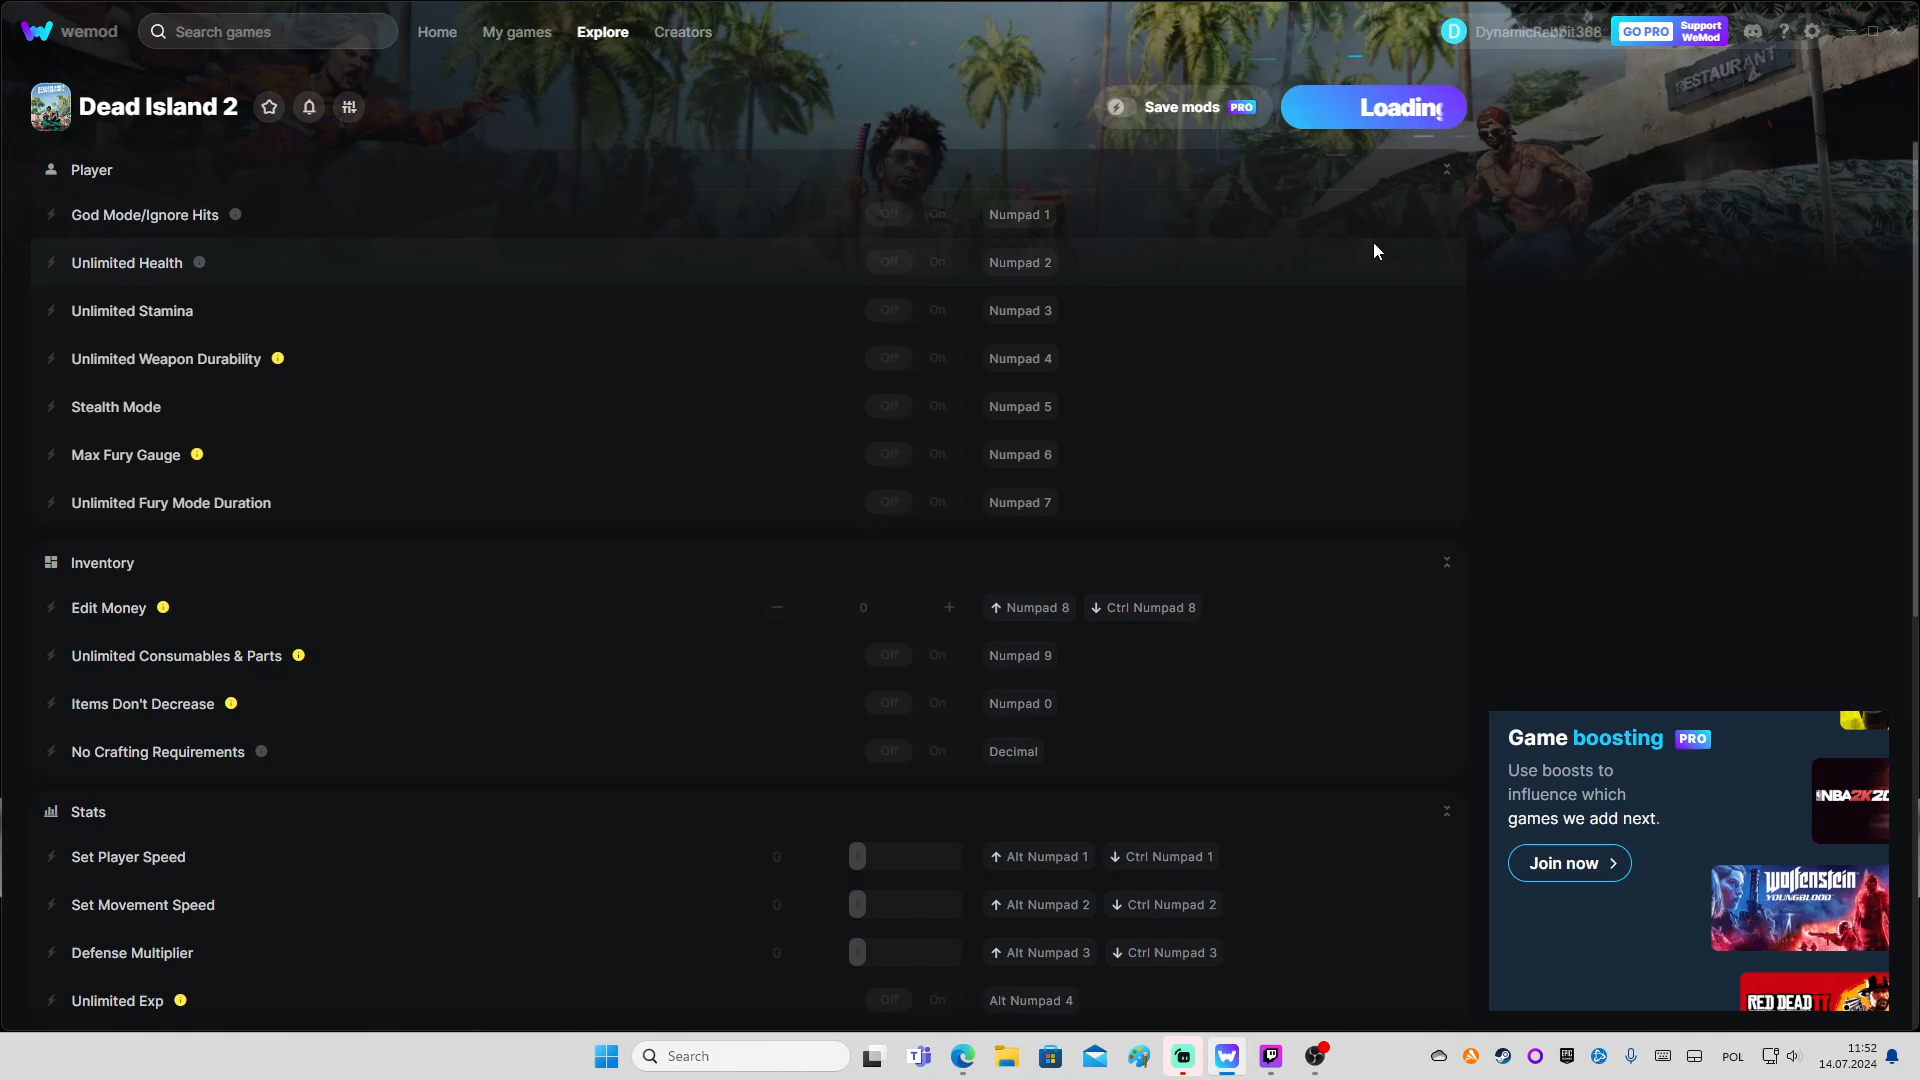 wemod
Search games
Home
My games
Explore
Creators
D
DynamicRabbit368
GO PRO
Support
WeMod
?
RESTAURANT
DEAD ISLAND 2
Dead Island 2
Save mods PRO
Loading
Player
God Mode/Ignore Hits
Off On Numpad 1
Unlimited Health
Off On Numpad 2
Unlimited Stamina
Off On Numpad 3
Unlimited Weapon Durability
Off On Numpad 4
Stealth Mode
Off On Numpad 5
Max Fury Gauge
Off On Numpad 6
Unlimited Fury Mode Duration
Off On Numpad 7
Inventory
Edit Money
− 0 + ↑ Numpad 8 ↓ Ctrl Numpad 8
Unlimited Consumables & Parts
Off On Numpad 9
Items Don't Decrease
Off On Numpad 0
No Crafting Requirements
Off On Decimal
Stats
Set Player Speed
0 ↑ Alt Numpad 1 ↓ Ctrl Numpad 1
Set Movement Speed
0 ↑ Alt Numpad 2 ↓ Ctrl Numpad 2
Defense Multiplier
0 ↑ Alt Numpad 3 ↓ Ctrl Numpad 3
Unlimited Exp
Off On Alt Numpad 4
Game boosting PRO
Use boosts to
influence which
games we add next.
Join now >
NBA 2K20
Wolfenstein
YOUNGBLOOD
RED DEAD II
Search
POL
11:52
14.07.2024